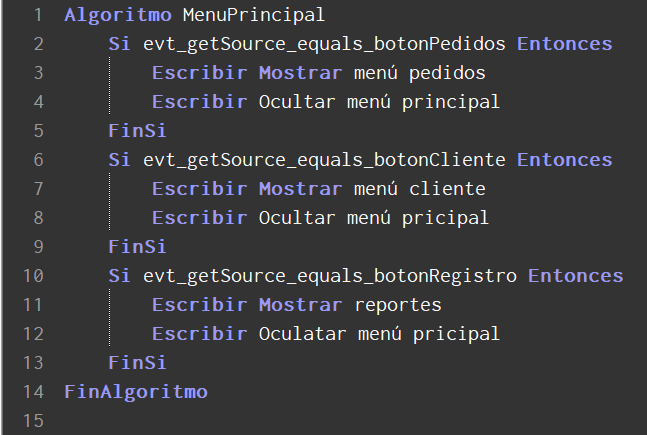 1 Algoritmo MenuPrincipal
2 Si evt_getSource_equals_botonPedidos Entonces
3 Escribir Mostrar menú pedidos
4 Escribir Ocultar menú principal
5 FinSi
6 Si evt_getSource_equals_botonCliente Entonces
7 Escribir Mostrar menú cliente
8 Escribir Ocultar menú pricipal
9 FinSi
10 Si evt_getSource_equals_botonRegistro Entonces
11 Escribir Mostrar reportes
12 Escribir Oculatar menú pricipal
13 FinSi
14 FinAlgoritmo
15